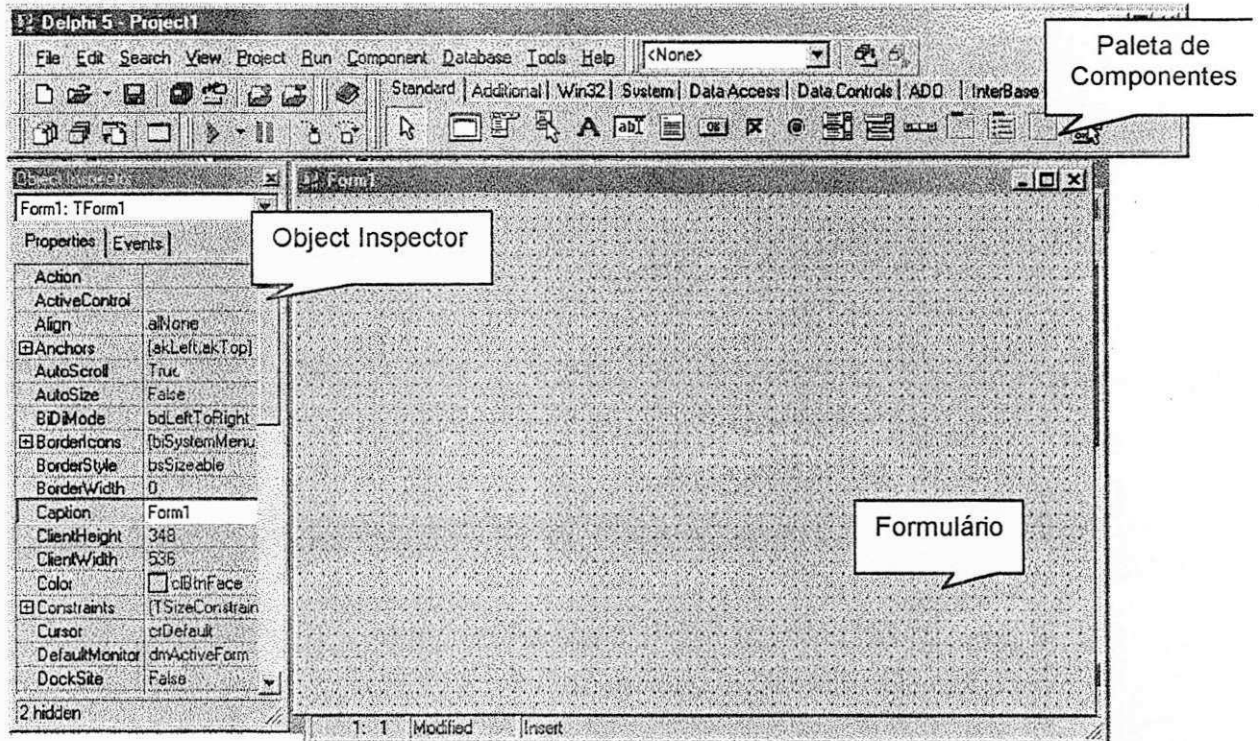 Delphi 5 - Project1
File Edit Search View Project Run Component Database Tools Help <None>
Paleta de
Componentes
Standard Additional Win32 System Data Access Data Controls ADO InterBase
Object Inspector
Form1: TForm1
Properties Events
Action
ActiveControl
Align alNone
Anchors [akLeft,akTop]
AutoScroll True
AutoSize False
BiDiMode bdLeftToRight
BorderIcons [biSystemMenu
BorderStyle bsSizeable
BorderWidth 0
Caption Form1
ClientHeight 348
ClientWidth 536
Color clBtnFace
Constraints (TSizeConstrain
Cursor crDefault
DefaultMonitor dmActiveForm
DockSite False
2 hidden
Form1
Object Inspector
Formulário
1: 1 Modified Insert